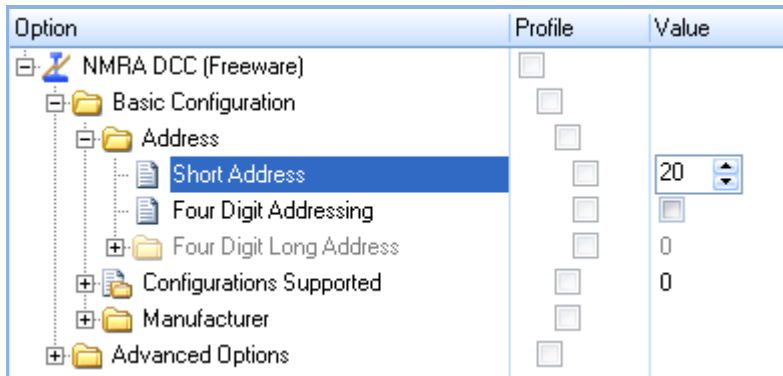 Option Profile Value
NMRA DCC (Freeware)
Basic Configuration
Address
Short Address 20
Four Digit Addressing
Four Digit Long Address 0
Configurations Supported 0
Manufacturer
Advanced Options